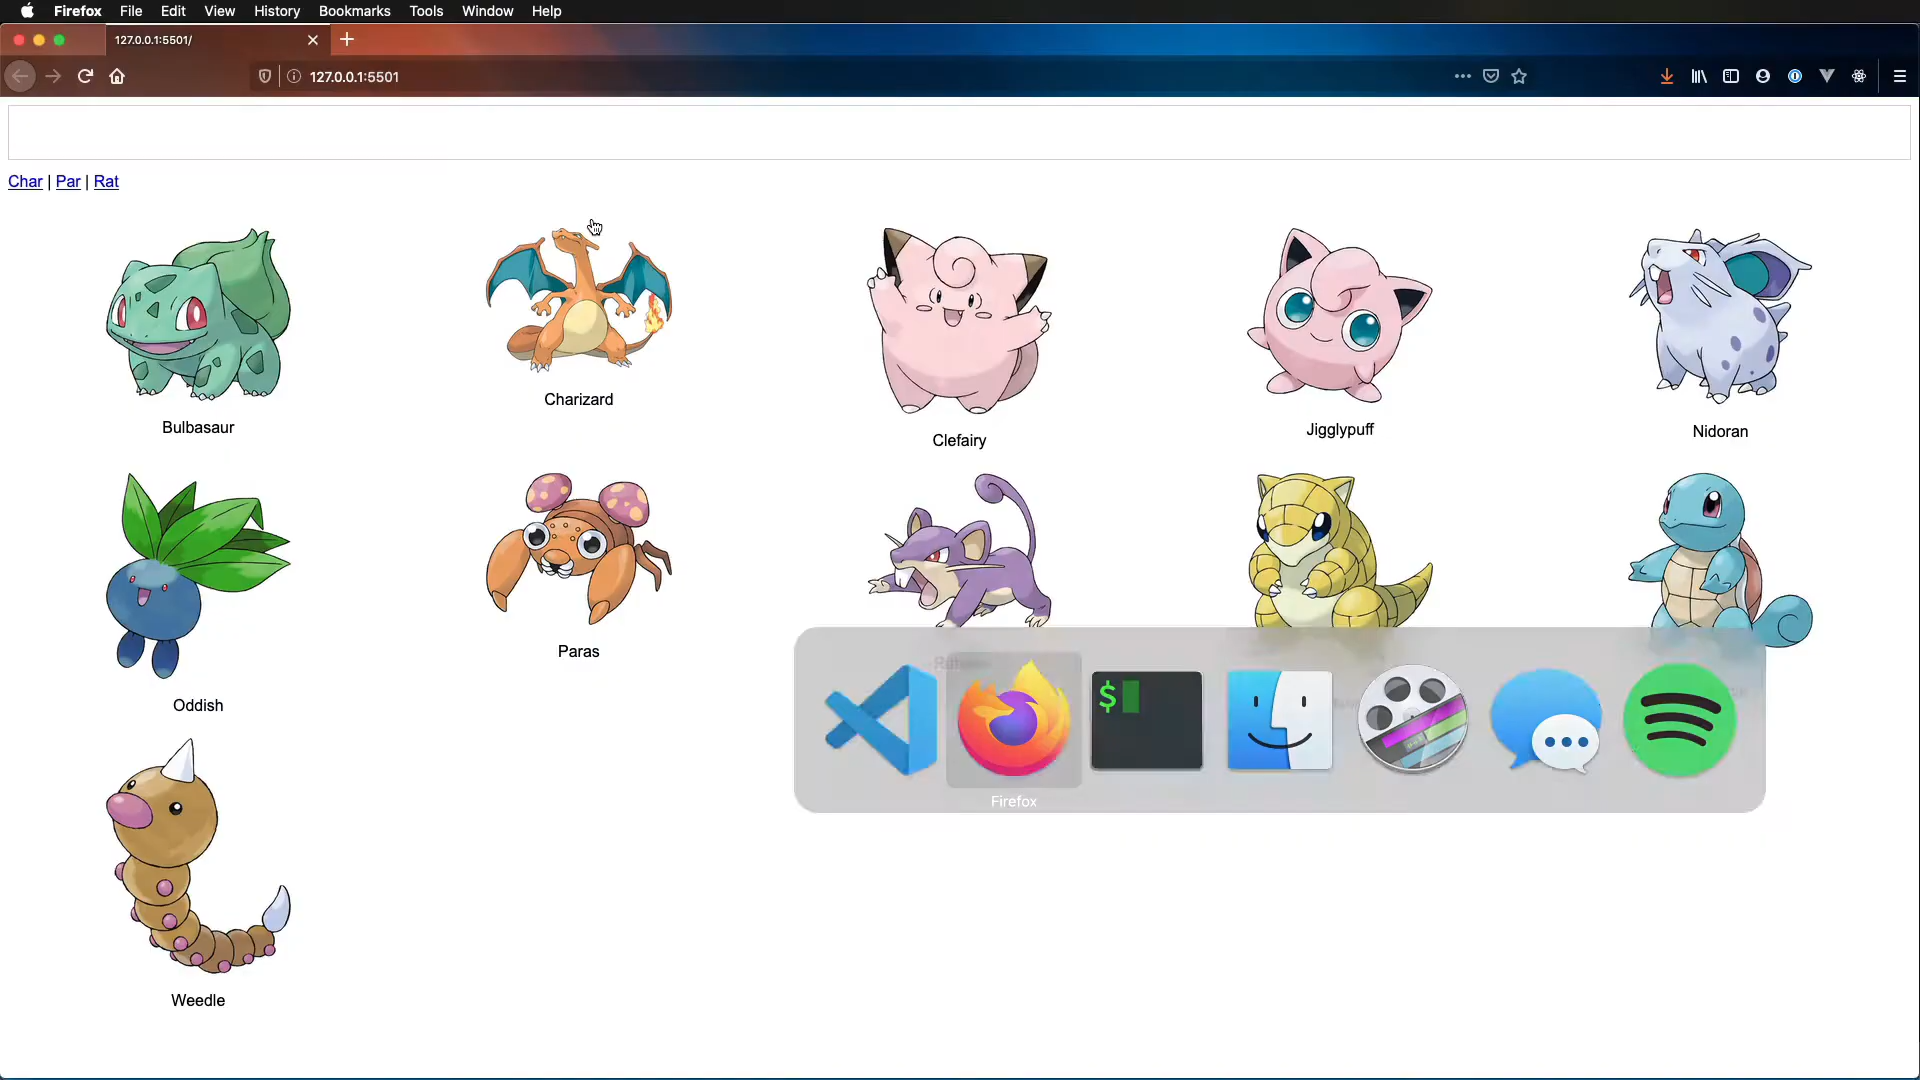 Firefox File Edit View History Bookmarks Tools Window Help
127.0.0.1:5501/
127.0.0.1:5501
Char | Par | Rat
Bulbasaur
Charizard
Clefairy
Jigglypuff
Nidoran
Oddish
Paras
$
Firefox
Weedle